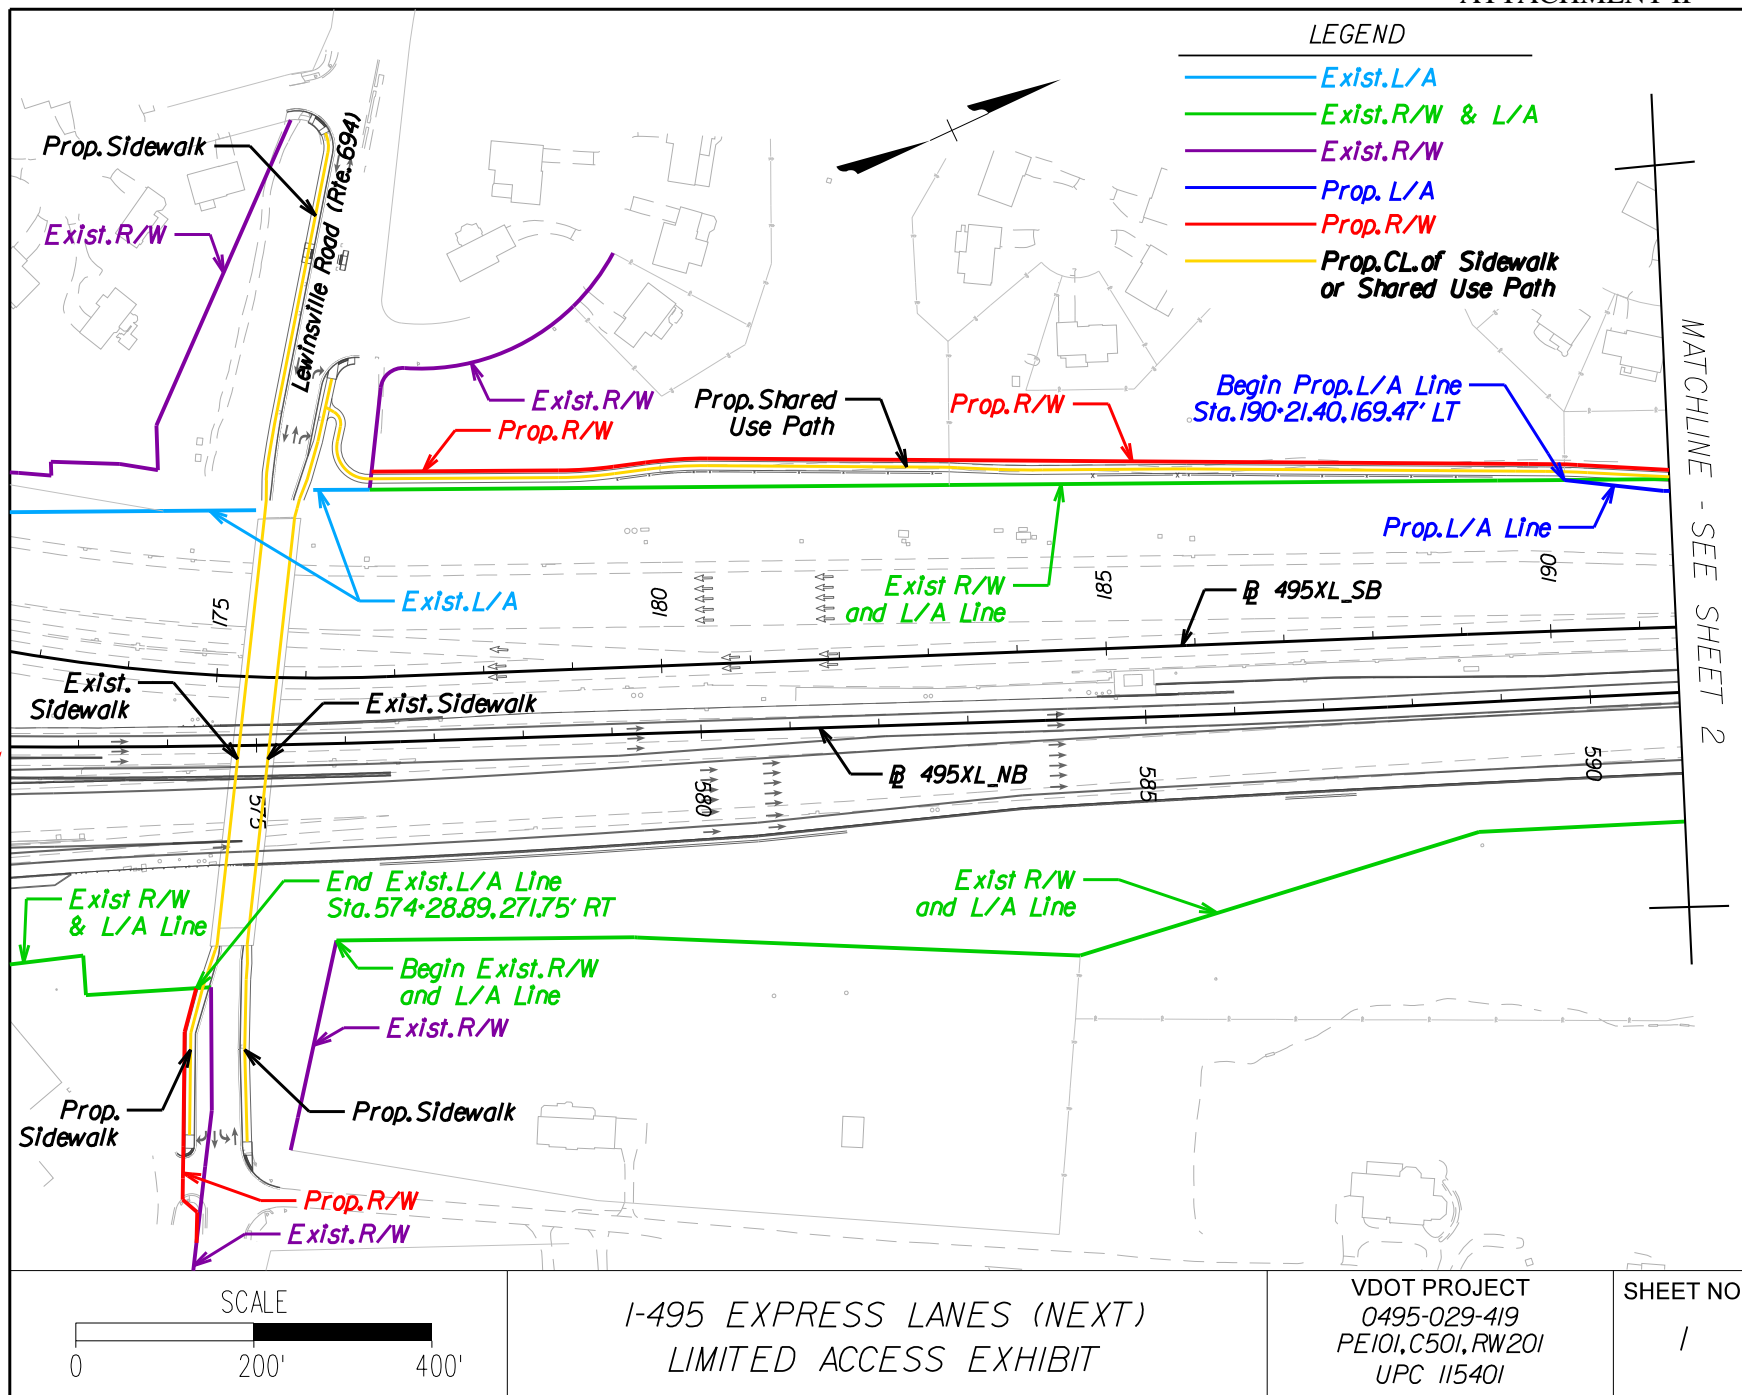 LEGEND
Exist. L/A
Exist. R/W & L/A
Exist. R/W
Prop. L/A
Prop. R/W
Prop. CL. of Sidewalk
or Shared Use Path
Prop. Sidewalk
Lewinsville Road (Rte. 694)
Exist. R/W
Exist. R/W
Prop. R/W
Prop. Shared
Use Path
Prop. R/W
Begin Prop. L/A Line
Sta. 190+21.40, 169.47' LT
Prop. L/A Line
MATCHLINE - SEE SHEET 2
Exist. L/A
Exist R/W
and L/A Line
175
180
185
190
BL 495XL_SB
Exist.
Sidewalk
Exist. Sidewalk
BL 495XL_NB
575
580
585
590
Exist R/W
& L/A Line
End Exist. L/A Line
Sta. 574+28.89, 271.75' RT
Exist R/W
and L/A Line
Begin Exist. R/W
and L/A Line
Exist. R/W
Prop.
Sidewalk
Prop. Sidewalk
Prop. R/W
Exist. R/W
SCALE
0 200' 400'
I-495 EXPRESS LANES (NEXT)
LIMITED ACCESS EXHIBIT
VDOT PROJECT
0495-029-419
PE101, C501, RW201
UPC 115401
SHEET NO
1